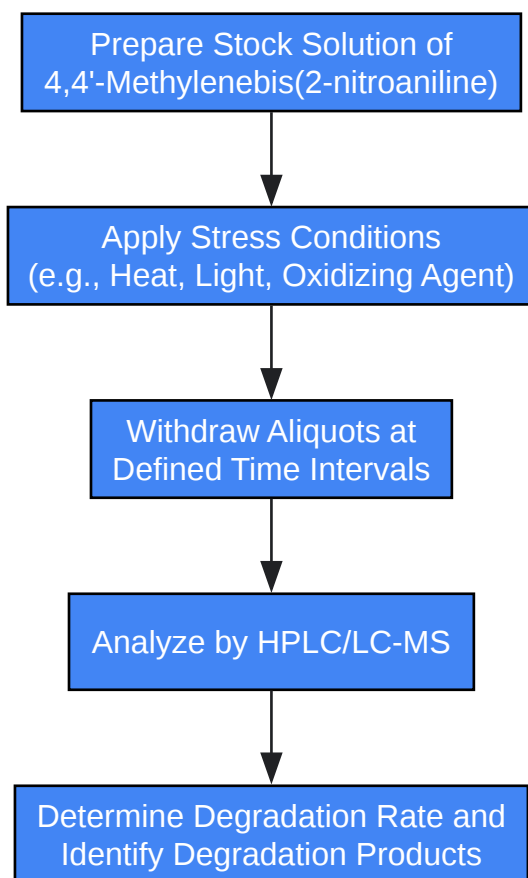 Prepare Stock Solution of
4,4'-Methylenebis(2-nitroaniline)
Apply Stress Conditions
(e.g., Heat, Light, Oxidizing Agent)
Withdraw Aliquots at
Defined Time Intervals
Analyze by HPLC/LC-MS
Determine Degradation Rate and
Identify Degradation Products